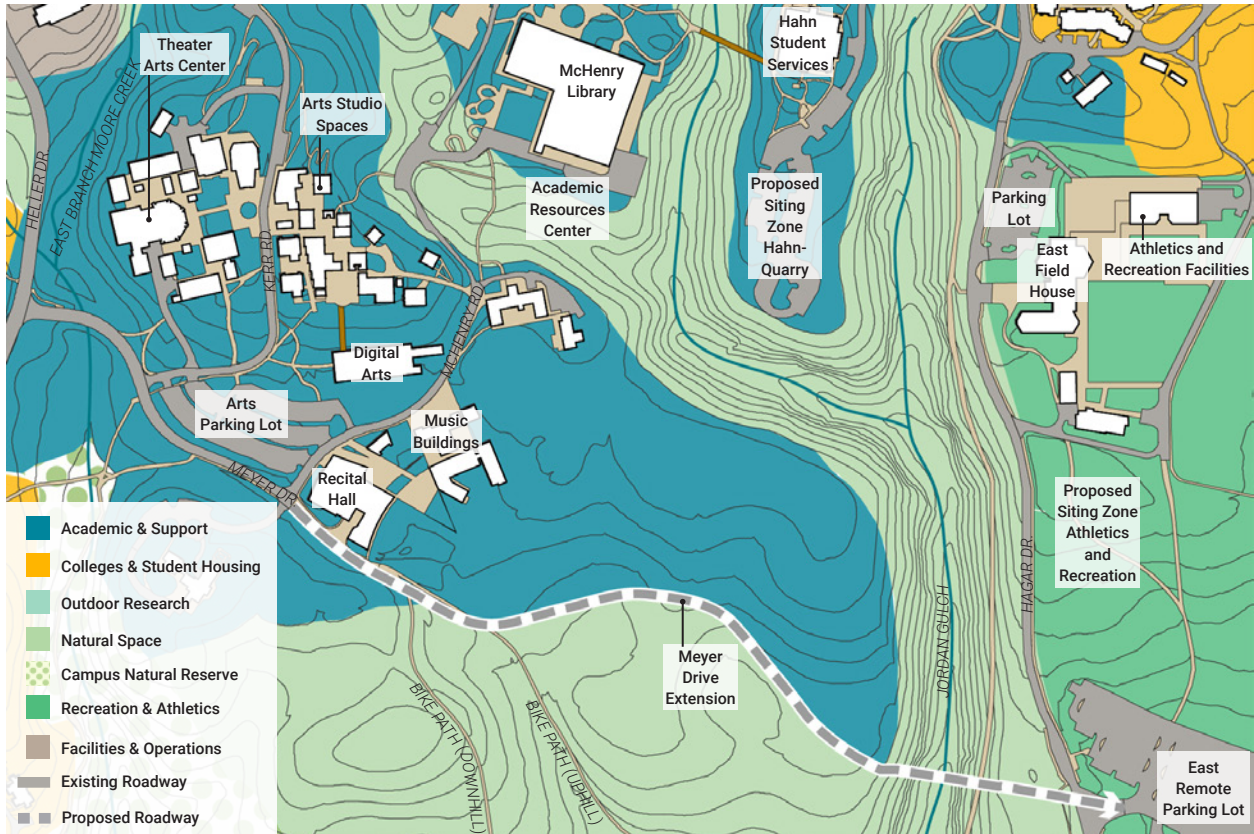 Theater
Arts Center
Arts Studio
Spaces
McHenry
Library
Hahn
Student
Services
HELLER DR.
EAST BRANCH MOORE CREEK
KERR RD
MCHENRY RD
Academic
Resources
Center
Proposed
Siting
Zone
Hahn-
Quarry
Parking
Lot
East
Field
House
Athletics and
Recreation Facilities
Digital
Arts
Arts
Parking Lot
Music
Buildings
Recital
Hall
MEYER DR.
Proposed
Siting Zone
Athletics
and
Recreation
HAGAR DR.
JORDAN GULCH
Meyer
Drive
Extension
BIKE PATH (DOWNHILL)
BIKE PATH (UPHILL)
East
Remote
Parking Lot
Academic & Support
Colleges & Student Housing
Outdoor Research
Natural Space
Campus Natural Reserve
Recreation & Athletics
Facilities & Operations
Existing Roadway
Proposed Roadway